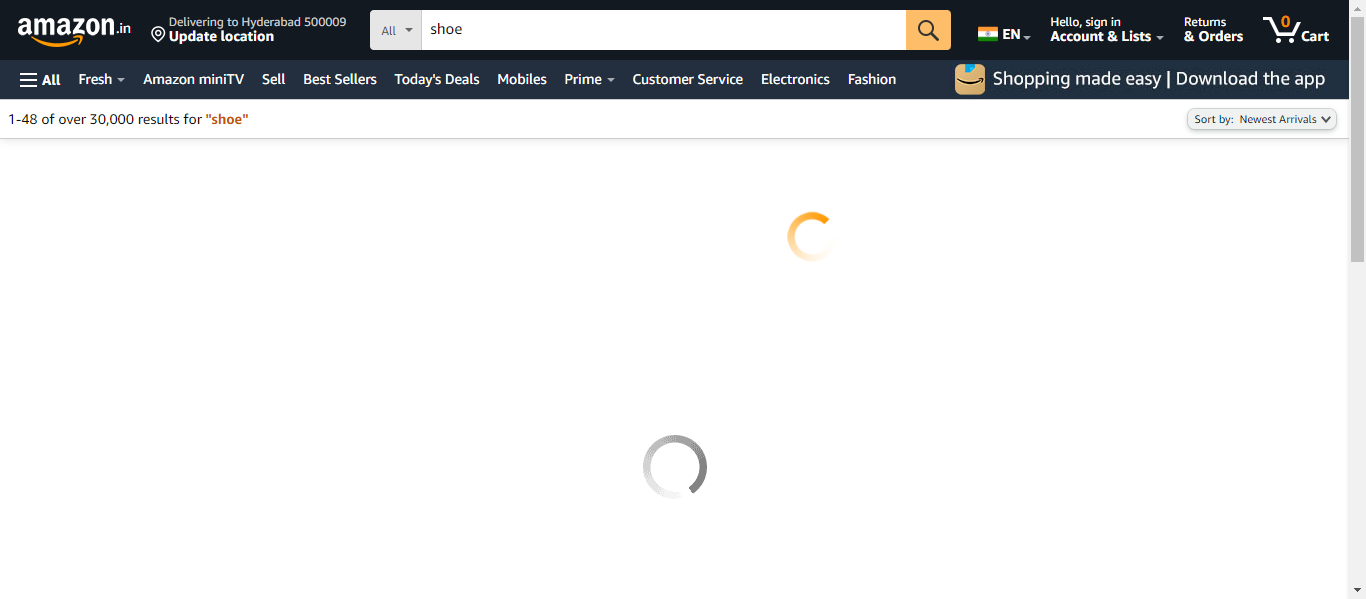 amazon.in
Delivering to Hyderabad 500009
Update location
All
shoe
EN
Hello, sign in
Account & Lists
Returns
& Orders
0
Cart
All
Fresh
Amazon miniTV
Sell
Best Sellers
Today's Deals
Mobiles
Prime
Customer Service
Electronics
Fashion
Shopping made easy | Download the app
1-48 of over 30,000 results for "shoe"
Sort by: Newest Arrivals